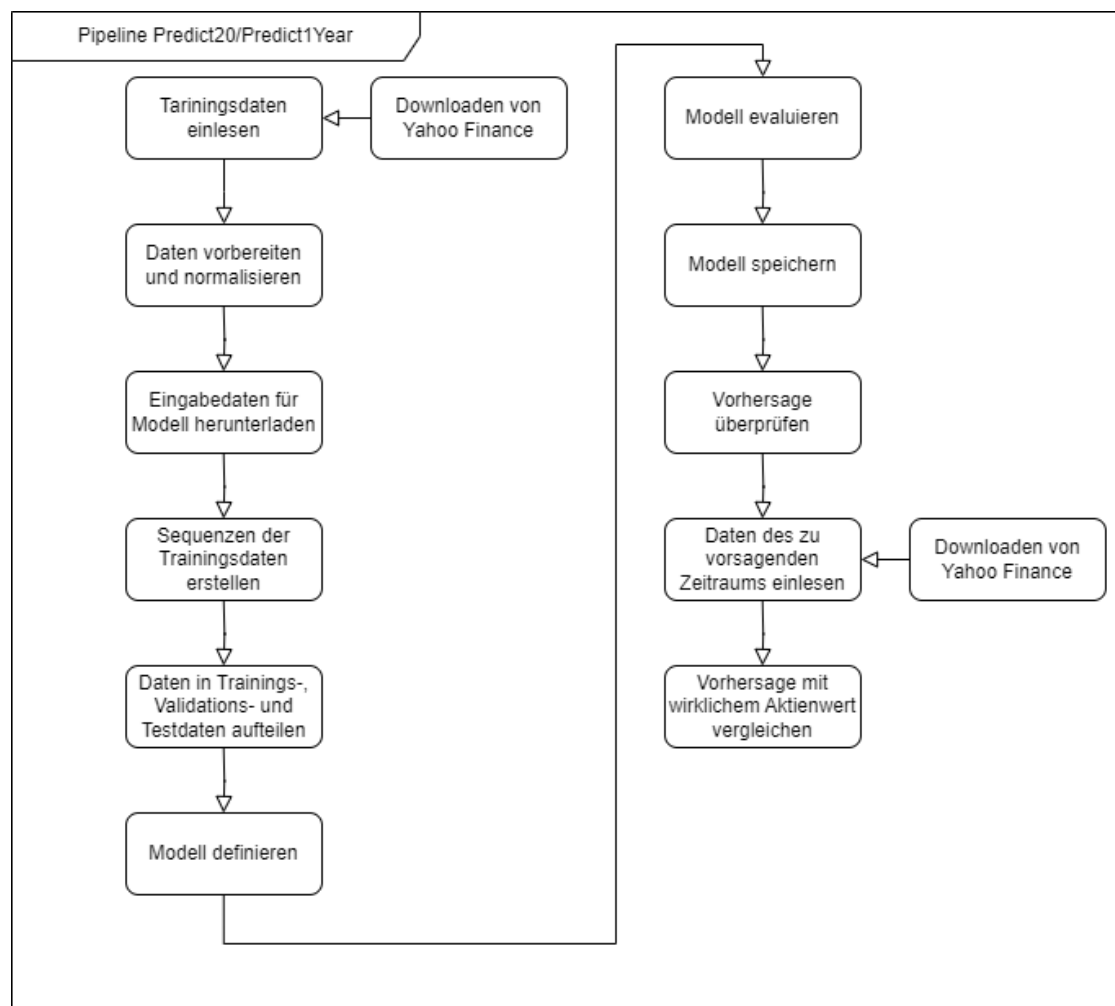 Pipeline Predict20/Predict1Year
Tariningsdaten
einlesen
Downloaden von
Yahoo Finance
Daten vorbereiten
und normalisieren
Eingabedaten für
Modell herunterladen
Sequenzen der
Trainingsdaten
erstellen
Daten in Trainings-,
Validations- und
Testdaten aufteilen
Modell definieren
Modell evaluieren
Modell speichern
Vorhersage
überprüfen
Daten des zu
vorsagenden
Zeitraums einlesen
Downloaden von
Yahoo Finance
Vorhersage mit
wirklichem Aktienwert
vergleichen